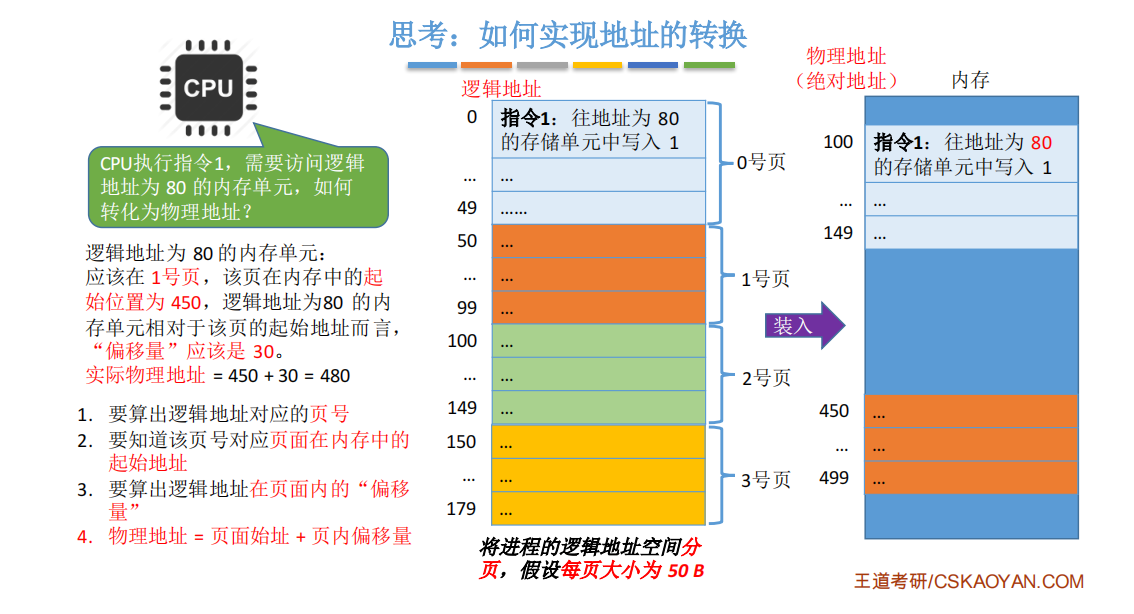 思考：如何实现地址的转换
CPU
CPU执行指令1，需要访问逻辑
地址为 80 的内存单元，如何
转化为物理地址？
逻辑地址为 80 的内存单元：
应该在 1号页，该页在内存中的起
始位置为 450，逻辑地址为80 的内
存单元相对于该页的起始地址而言，
“偏移量”应该是 30。
实际物理地址 = 450 + 30 = 480
1. 要算出逻辑地址对应的页号
2. 要知道该页号对应页面在内存中的
起始地址
3. 要算出逻辑地址在页面内的“偏移
量”
4. 物理地址 = 页面始址 + 页内偏移量
逻辑地址
0
指令1：往地址为 80
的存储单元中写入 1
... ...
49 ......
0号页
50 ...
... ...
99 ...
1号页
100 ...
... ...
149 ...
2号页
150 ...
... ...
179 ...
3号页
将进程的逻辑地址空间分
页，假设每页大小为 50 B
装入
物理地址
（绝对地址）
内存
100
指令1：往地址为 80
的存储单元中写入 1
... ...
149 ...
450 ...
... ...
499 ...
王道考研/CSKAOYAN.COM